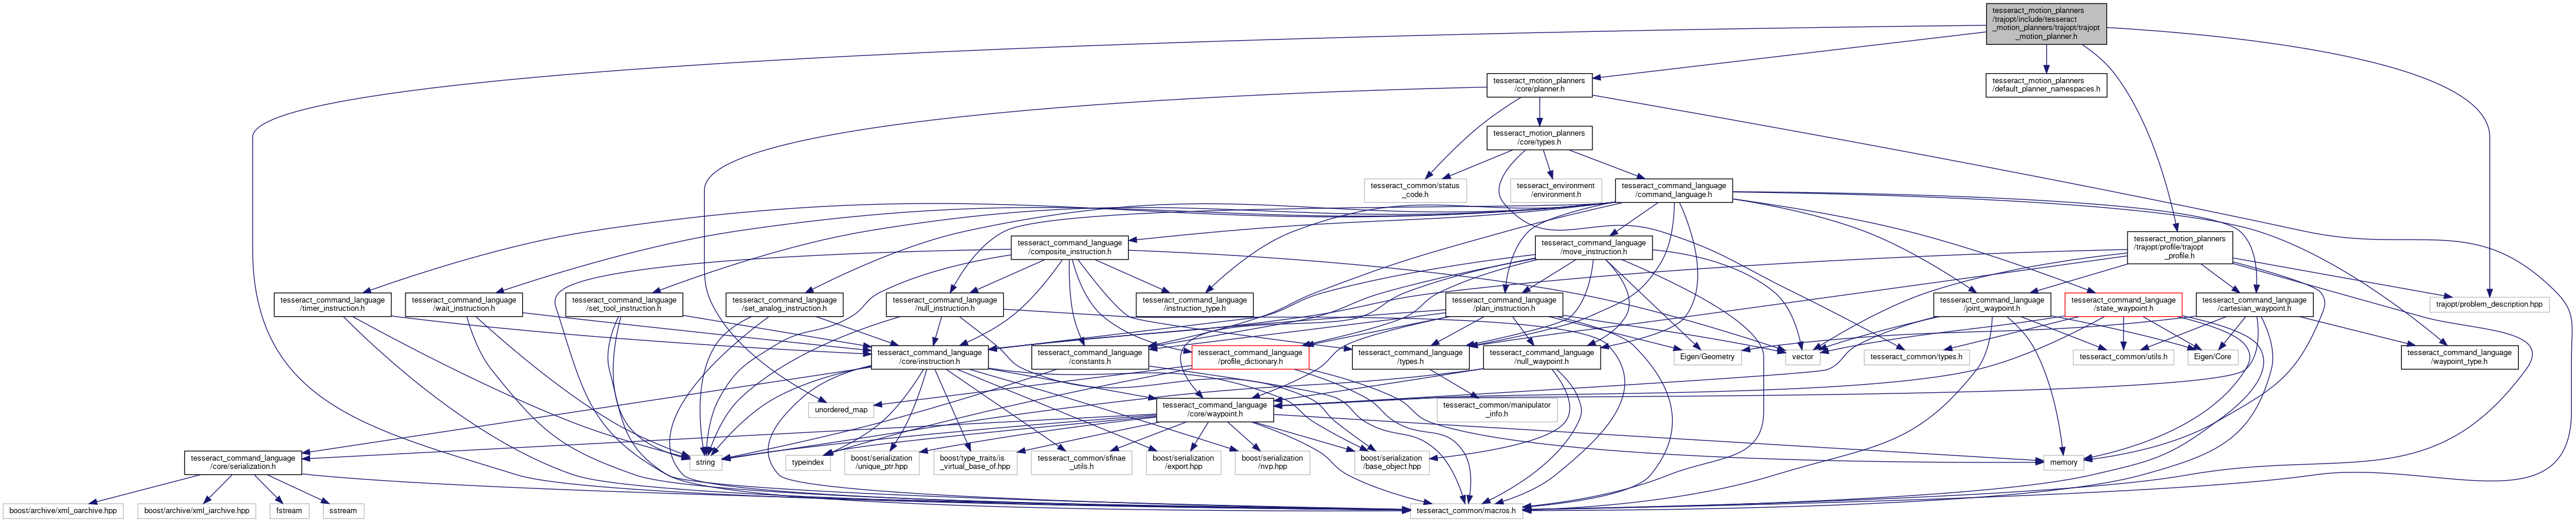 tesseract_motion_planners
/trajopt/include/tesseract
_motion_planners/trajopt/trajopt
_motion_planner.h
tesseract_motion_planners
/core/planner.h
tesseract_motion_planners
/default_planner_namespaces.h
tesseract_motion_planners
/core/types.h
tesseract_common/status
_code.h
tesseract_environment
/environment.h
tesseract_command_language
/command_language.h
tesseract_command_language
/composite_instruction.h
tesseract_command_language
/move_instruction.h
tesseract_motion_planners
/trajopt/profile/trajopt
_profile.h
tesseract_command_language
/timer_instruction.h
tesseract_command_language
/wait_instruction.h
tesseract_command_language
/set_tool_instruction.h
tesseract_command_language
/set_analog_instruction.h
tesseract_command_language
/null_instruction.h
tesseract_command_language
/instruction_type.h
tesseract_command_language
/plan_instruction.h
tesseract_command_language
/joint_waypoint.h
tesseract_command_language
/state_waypoint.h
tesseract_command_language
/cartesian_waypoint.h
trajopt/problem_description.hpp
tesseract_command_language
/core/instruction.h
tesseract_command_language
/constants.h
tesseract_command_language
/profile_dictionary.h
tesseract_command_language
/types.h
tesseract_command_language
/null_waypoint.h
Eigen/Geometry
vector
tesseract_common/types.h
tesseract_common/utils.h
Eigen/Core
tesseract_command_language
/waypoint_type.h
unordered_map
tesseract_command_language
/core/waypoint.h
tesseract_common/manipulator
_info.h
tesseract_command_language
/core/serialization.h
string
typeindex
boost/serialization
/unique_ptr.hpp
boost/type_traits/is
_virtual_base_of.hpp
tesseract_common/sfinae
_utils.h
boost/serialization
/export.hpp
boost/serialization
/nvp.hpp
boost/serialization
/base_object.hpp
memory
boost/archive/xml_oarchive.hpp
boost/archive/xml_iarchive.hpp
fstream
sstream
tesseract_common/macros.h